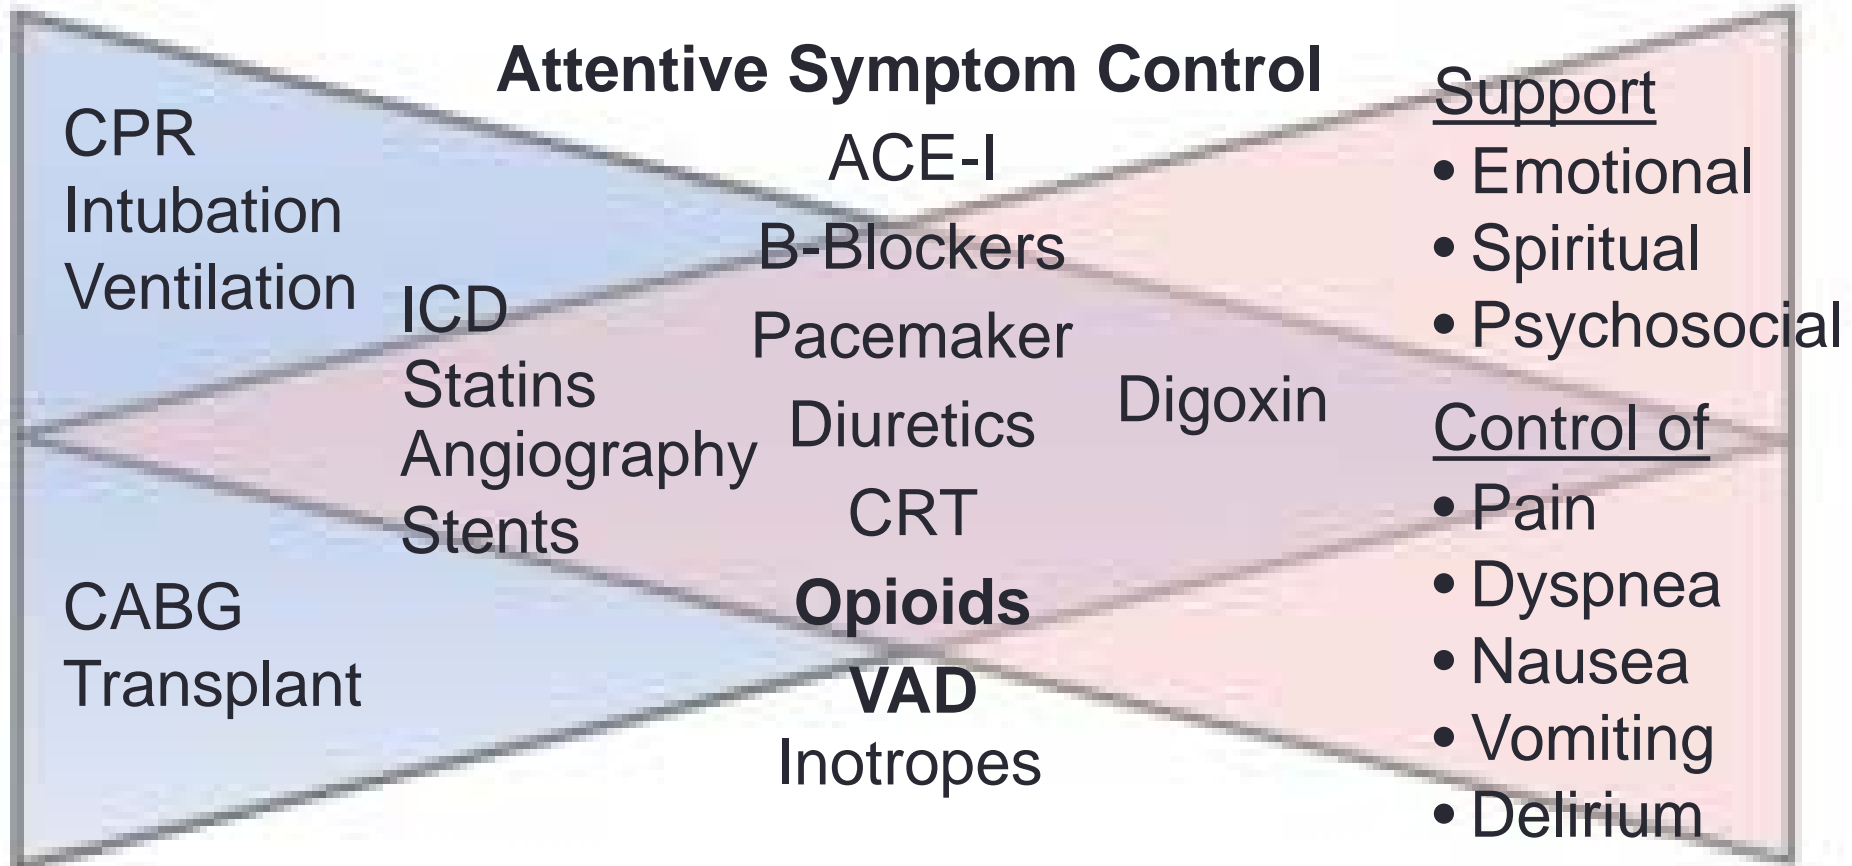 Attentive Symptom Control
CPR
Intubation
Ventilation
CABG
Transplant
ICD
Statins
Angiography
Stents
ACE-I
B-Blockers
Pacemaker
Diuretics
CRT
Opioids
VAD
Inotropes
Digoxin
Support
• Emotional
• Spiritual
• Psychosocial
Control of
• Pain
• Dyspnea
• Nausea
• Vomiting
• Delirium